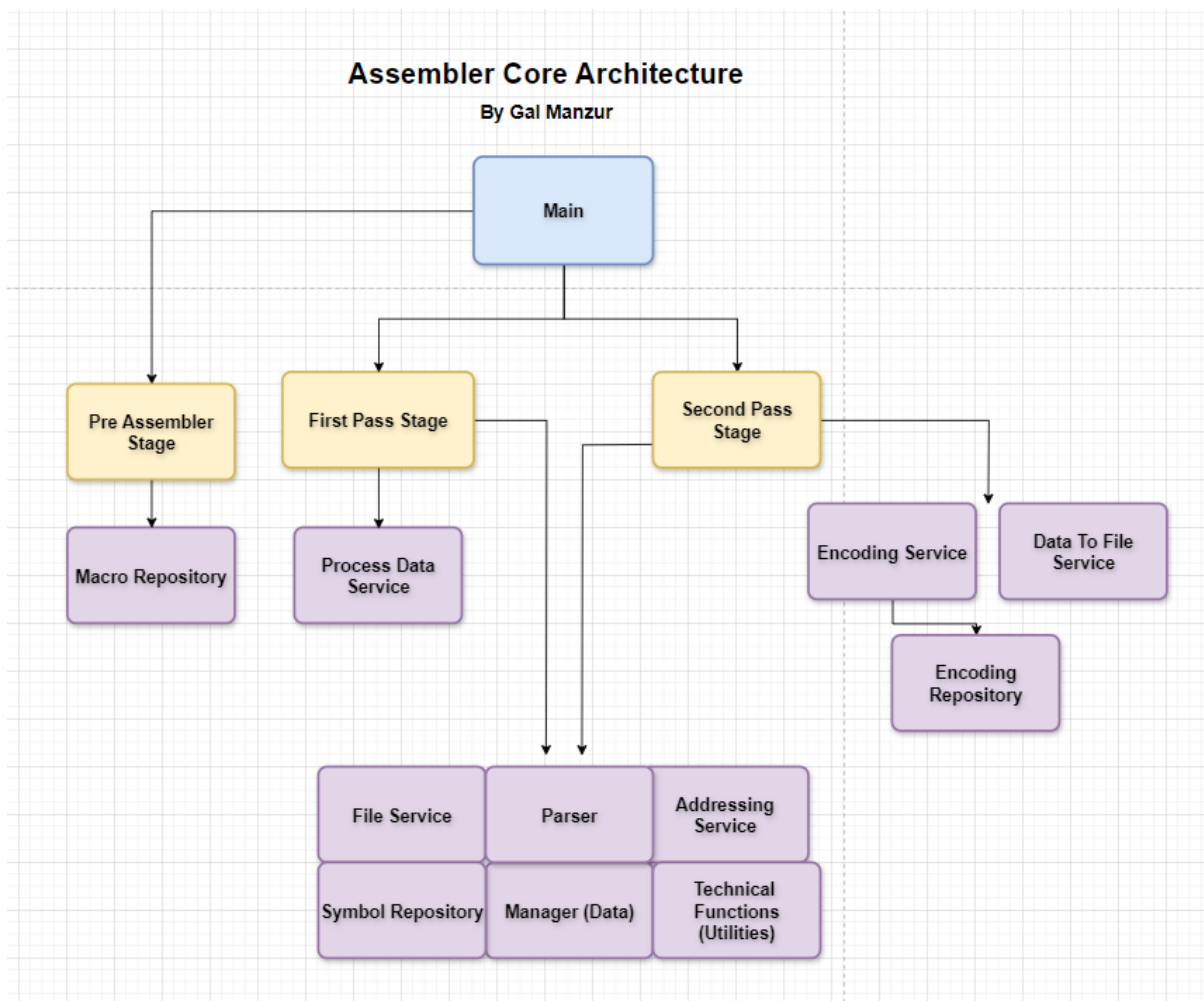 Assembler Core Architecture
By Gal Manzur
Main
Pre Assembler
Stage
First Pass Stage
Second Pass
Stage
Macro Repository
Process Data
Service
Encoding Service
Data To File
Service
Encoding
Repository
File Service
Parser
Addressing
Service
Symbol Repository
Manager (Data)
Technical
Functions
(Utilities)